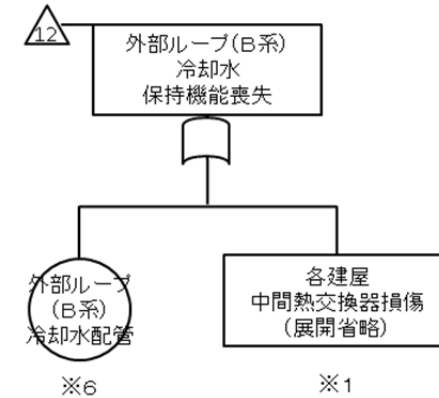 12
外部ループ(B系)
冷却水
保持機能喪失
外部ループ
(B系)
冷却水配管
各建屋
中間熱交換器損傷
(展開省略)
※6
※1